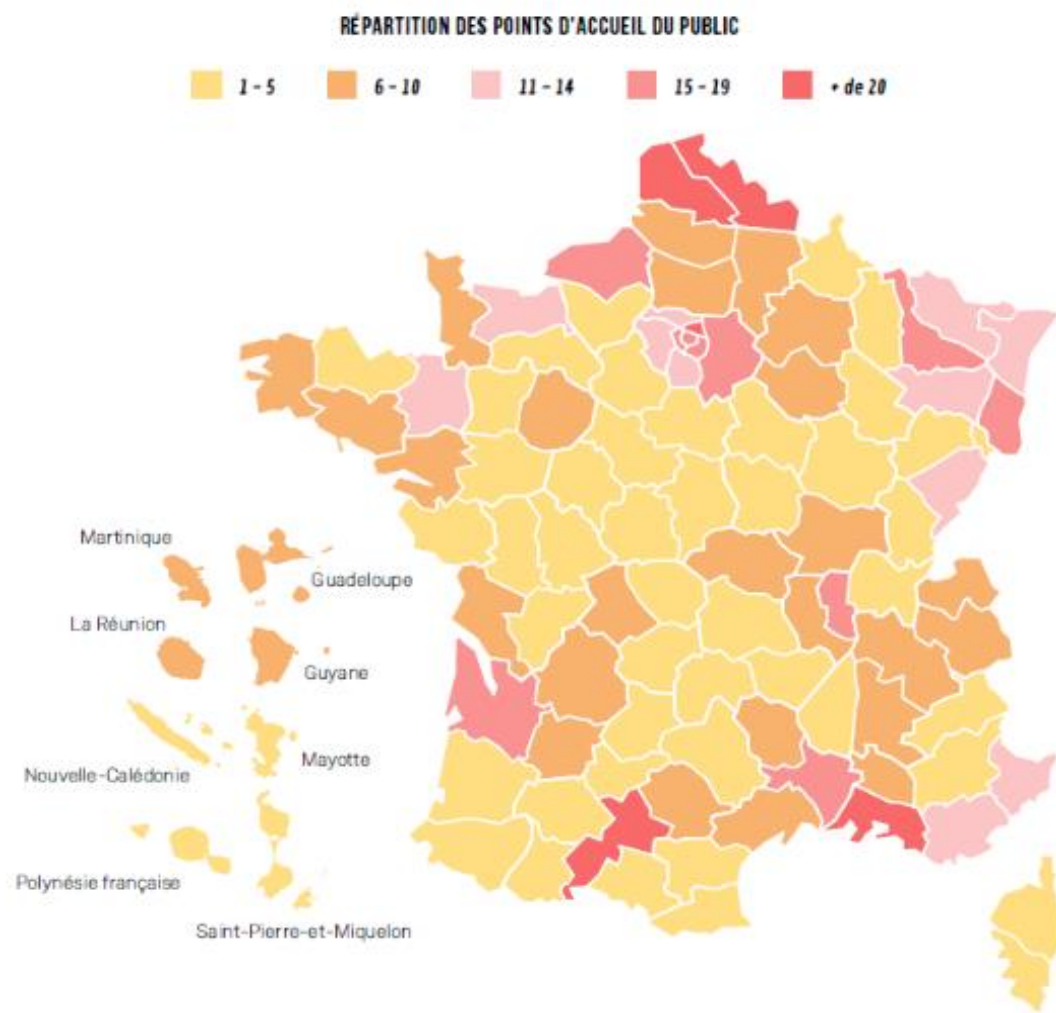 RÉPARTITION DES POINTS D'ACCUEIL DU PUBLIC
1 – 5 6 – 10 11 – 14 15 – 19 + de 20
Martinique
Guadeloupe
La Réunion
Guyane
Mayotte
Nouvelle-Calédonie
Polynésie française
Saint-Pierre-et-Miquelon